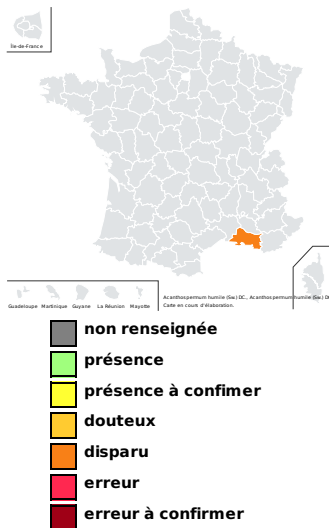 Île-de-France
Guadeloupe Martinique Guyane La Réunion Mayotte
Acanthospermum humile (Sw.) DC., Acanthospermum humile (Sw.) D
Carte en cours d'élaboration.
non renseignée
présence
présence à confimer
douteux
disparu
erreur
erreur à confirmer